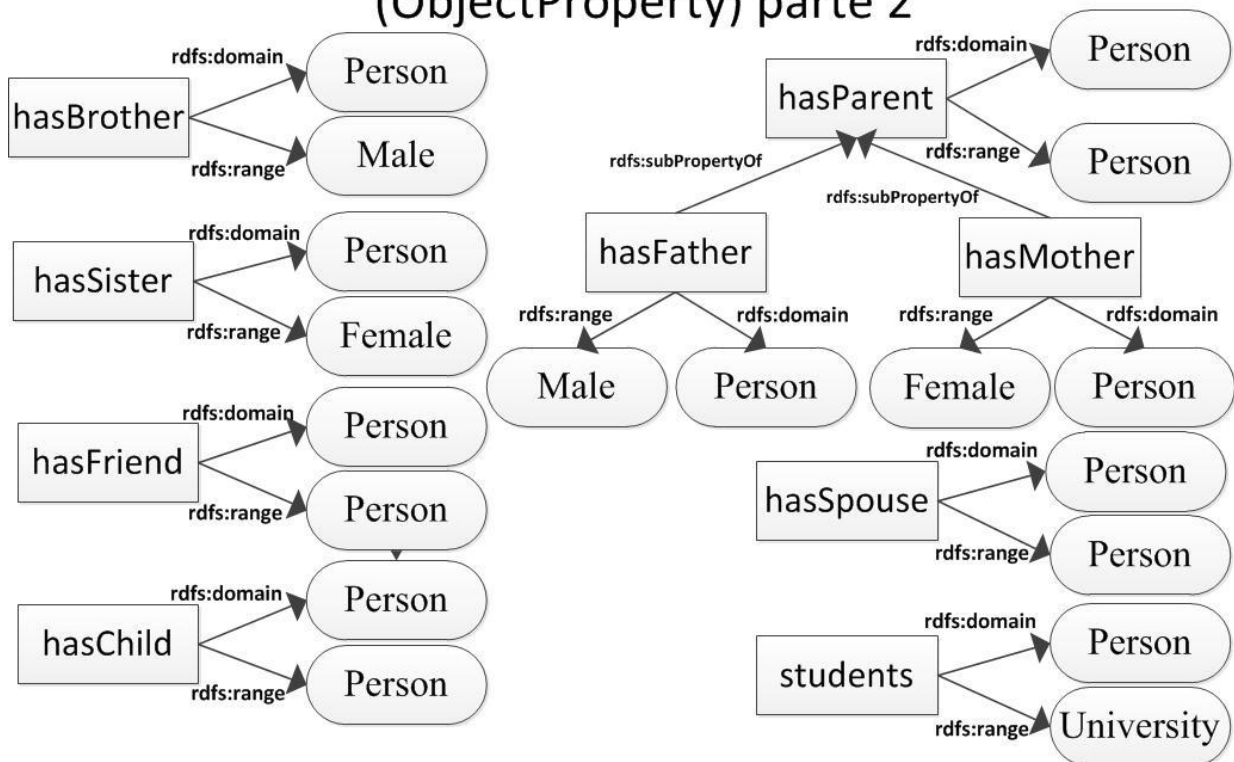 (ObjectProperty) parte 2
rdfs:domain
Person
hasBrother
Male
rdfs:range
rdfs:domain
Person
hasSister
Female
rdfs:range
rdfs:domain
Person
hasFriend
Person
rdfs:range
rdfs:domain
Person
hasChild
Person
rdfs:range
rdfs:domain
Person
hasParent
rdfs:range
Person
rdfs:subPropertyOf
rdfs:subPropertyOf
hasFather
hasMother
rdfs:range
rdfs:domain
rdfs:range
rdfs:domain
Male
Person
Female
Person
rdfs:domain
Person
hasSpouse
rdfs:range
Person
rdfs:domain
Person
students
rdfs:range
University